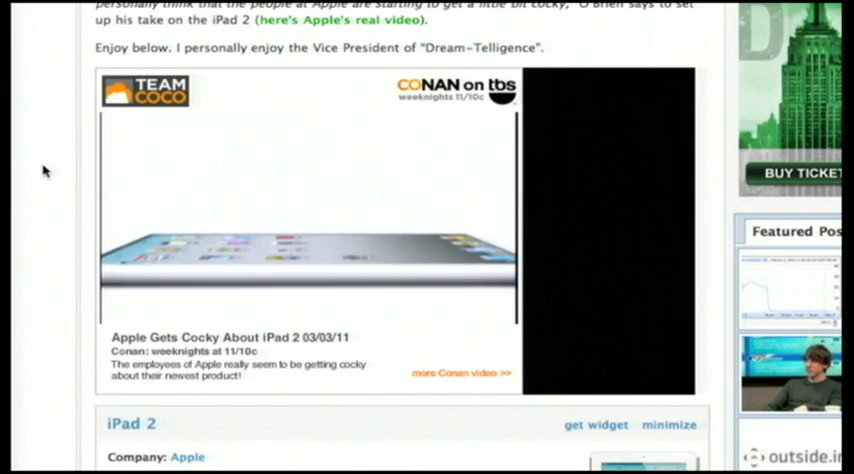 personally think that the people at Apple are starting to get a little bit cocky," O'Brien says to set
up his take on the iPad 2 (here's Apple's real video).
Enjoy below. I personally enjoy the Vice President of "Dream-Telligence".
TEAM
COCO
CONAN on tbs
weeknights 11/10c
BUY TICKET
Featured Pos
Apple Gets Cocky About iPad 2 03/03/11
Conan: weeknights at 11/10c
The employees of Apple really seem to be getting cocky
about their newest product!
more Conan video >>
iPad 2
get widget
minimize
Company: Apple
outside.in